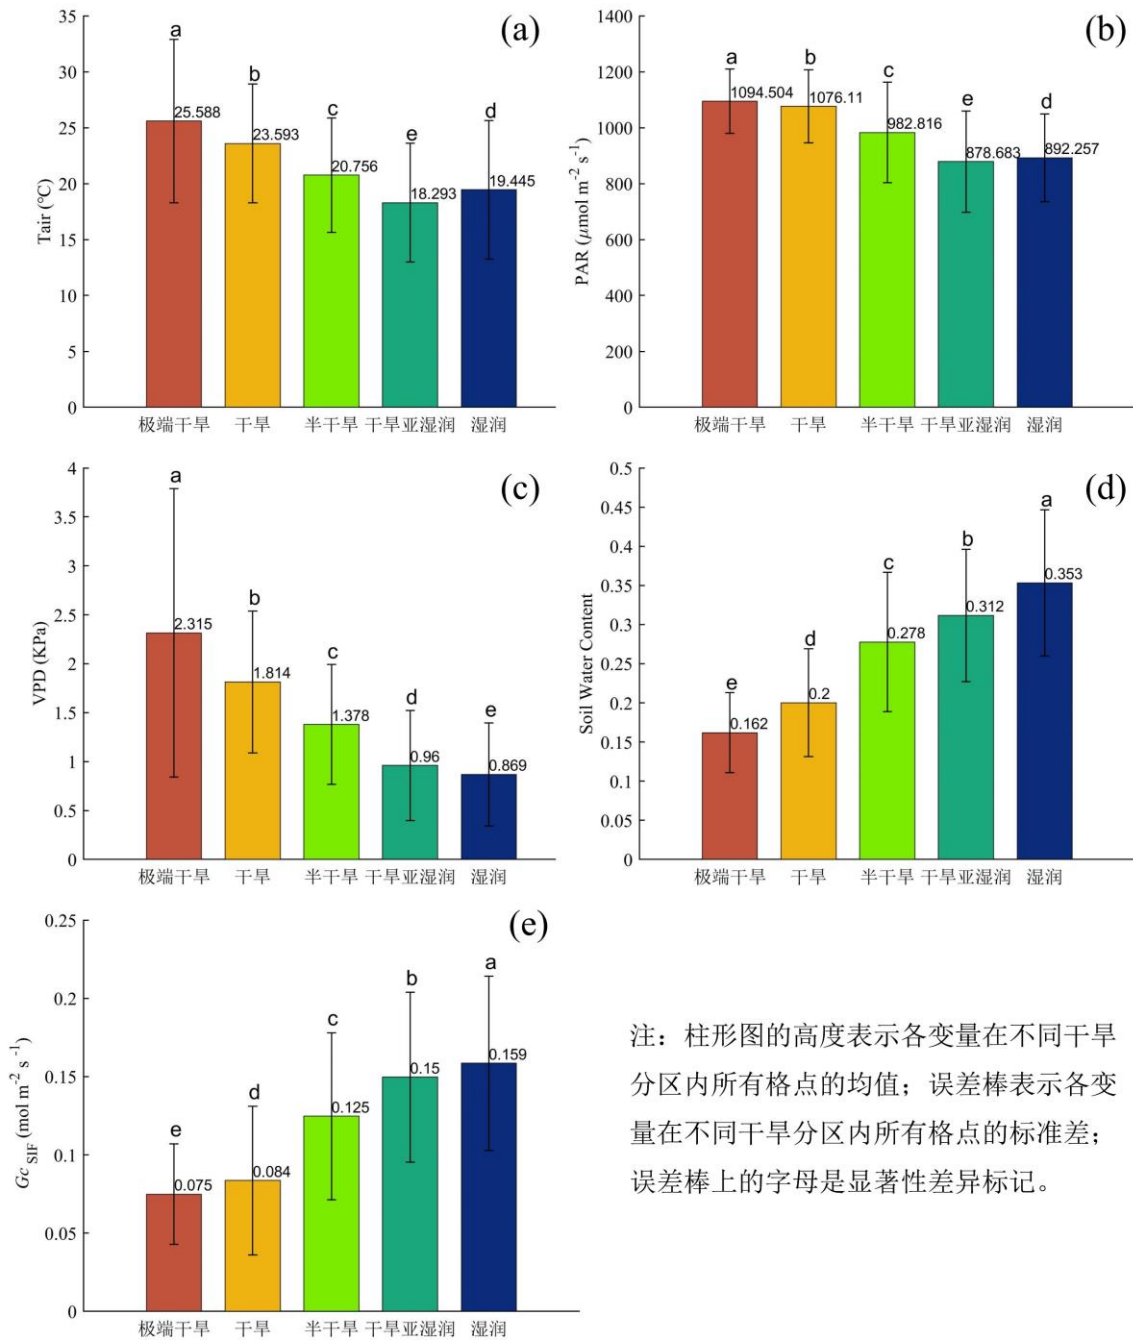 (a)
35
30
25
20
15
10
5
0
Tair (°C)
a
25.588
b
23.593
c
20.756
e
18.293
d
19.445
极端干旱 干旱 半干旱 干旱亚湿润 湿润
(b)
1400
1200
1000
800
600
400
200
0
PAR (μmol m⁻² s⁻¹)
a
1094.504
b
1076.11
c
982.816
e
878.683
d
892.257
极端干旱 干旱 半干旱 干旱亚湿润 湿润
(c)
4
3.5
3
2.5
2
1.5
1
0.5
0
VPD (KPa)
a
2.315
b
1.814
c
1.378
d
0.96
e
0.869
极端干旱 干旱 半干旱 干旱亚湿润 湿润
(d)
0.5
0.45
0.4
0.35
0.3
0.25
0.2
0.15
0.1
0.05
0
Soil Water Content
e
0.162
d
0.2
c
0.278
b
0.312
a
0.353
极端干旱 干旱 半干旱 干旱亚湿润 湿润
(e)
0.25
0.2
0.15
0.1
0.05
0
Gc SIF (mol m⁻² s⁻¹)
e
0.075
d
0.084
c
0.125
b
0.15
a
0.159
极端干旱 干旱 半干旱 干旱亚湿润 湿润
注：柱形图的高度表示各变量在不同干旱
分区内所有格点的均值；误差棒表示各变
量在不同干旱分区内所有格点的标准差；
误差棒上的字母是显著性差异标记。